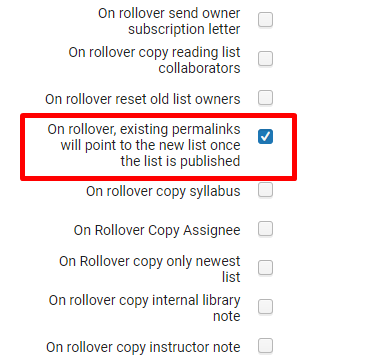 On rollover send owner
subscription letter
On rollover copy reading list
collaborators
On rollover reset old list owners
On rollover, existing permalinks
will point to the new list once
the list is published
On rollover copy syllabus
On Rollover Copy Assignee
On Rollover copy only newest
list
On rollover copy internal library
note
On rollover copy instructor note